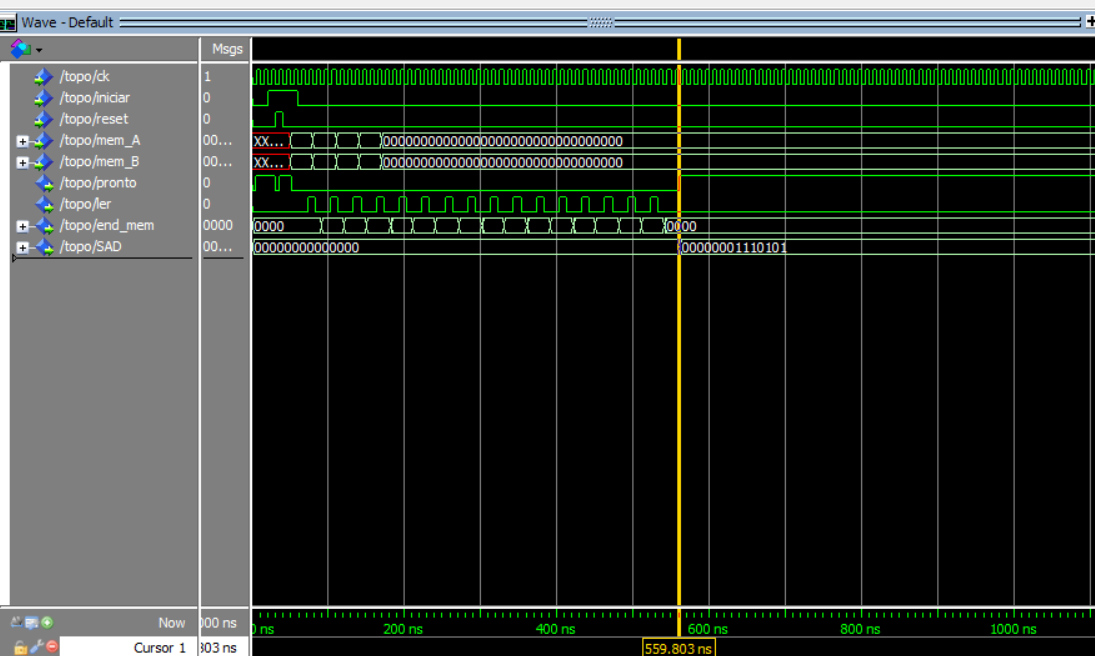 Wave - Default
Msgs
/topo/ck 1
/topo/iniciar 0
/topo/reset 0
/topo/mem_A 00... XX... 00000000000000000000000000000000
/topo/mem_B 00... XX... 00000000000000000000000000000000
/topo/pronto 0
/topo/ler 0
/topo/end_mem 0000 0000 0000
/topo/SAD 00... 00000000000000 00000001110101
Now 000 ns 0 ns 200 ns 400 ns 600 ns 800 ns 1000 ns
Cursor 1 803 ns 559.803 ns